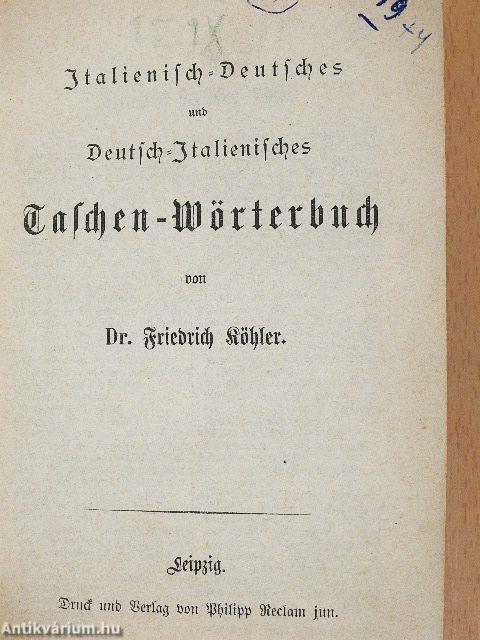 Italienisch-Deutsches
und
Deutsch-Italienisches
Taschen-Wörterbuch
von
Dr. Friedrich Köhler.
Leipzig.
Druck und Verlag von Philipp Reclam jun.
Antikvárium.hu